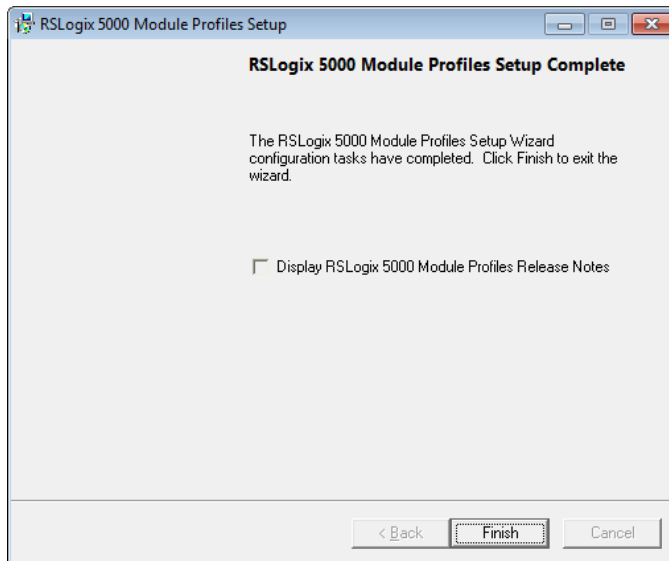 RSLogix 5000 Module Profiles Setup
RSLogix 5000 Module Profiles Setup Complete
The RSLogix 5000 Module Profiles Setup Wizard
configuration tasks have completed. Click Finish to exit the
wizard.
Display RSLogix 5000 Module Profiles Release Notes
< Back Finish Cancel